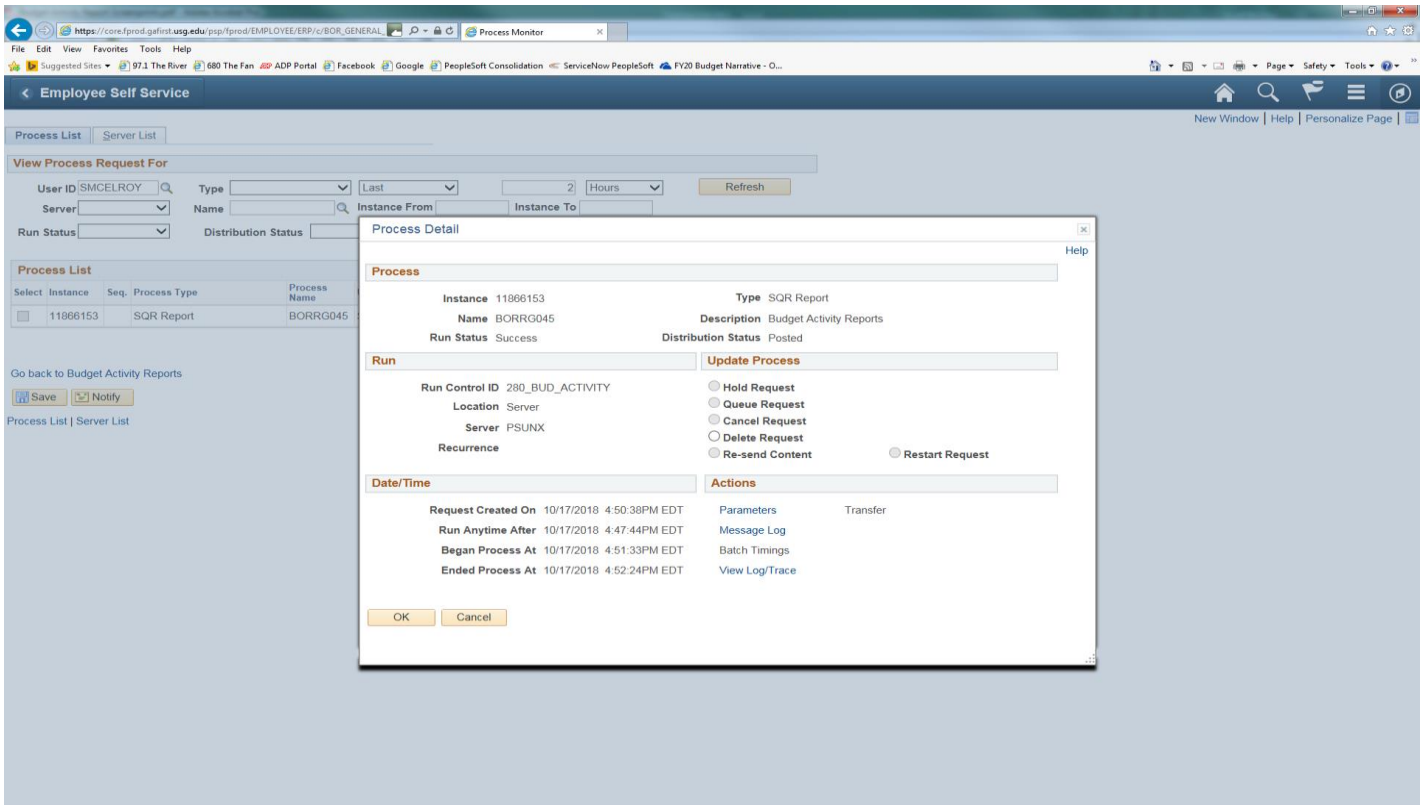 https://core.fprod.gafirst.usg.edu/psp/fprod/EMPLOYEE/ERP/c/BOR_GENERAL_ Process Monitor
File Edit View Favorites Tools Help
Suggested Sites 97.1 The River 680 The Fan ADP Portal Facebook Google PeopleSoft Consolidation ServiceNow PeopleSoft FY20 Budget Narrative - O... Page Safety Tools
Employee Self Service
New Window | Help | Personalize Page |
Process List Server List
View Process Request For
User ID SMCELROY Type Last 2 Hours Refresh
Server Name Instance From Instance To
Run Status Distribution Status
Process List
Select Instance Seq. Process Type Process Name
11866153 SQR Report BORRG045
Go back to Budget Activity Reports
Save Notify
Process List | Server List
Process Detail
Help
Process
Instance 11866153 Type SQR Report
Name BORRG045 Description Budget Activity Reports
Run Status Success Distribution Status Posted
Run Update Process
Run Control ID 280_BUD_ACTIVITY Hold Request
Location Server Queue Request
Server PSUNX Cancel Request
Delete Request
Recurrence Re-send Content Restart Request
Date/Time Actions
Request Created On 10/17/2018 4:50:38PM EDT Parameters Transfer
Run Anytime After 10/17/2018 4:47:44PM EDT Message Log
Began Process At 10/17/2018 4:51:33PM EDT Batch Timings
Ended Process At 10/17/2018 4:52:24PM EDT View Log/Trace
OK Cancel